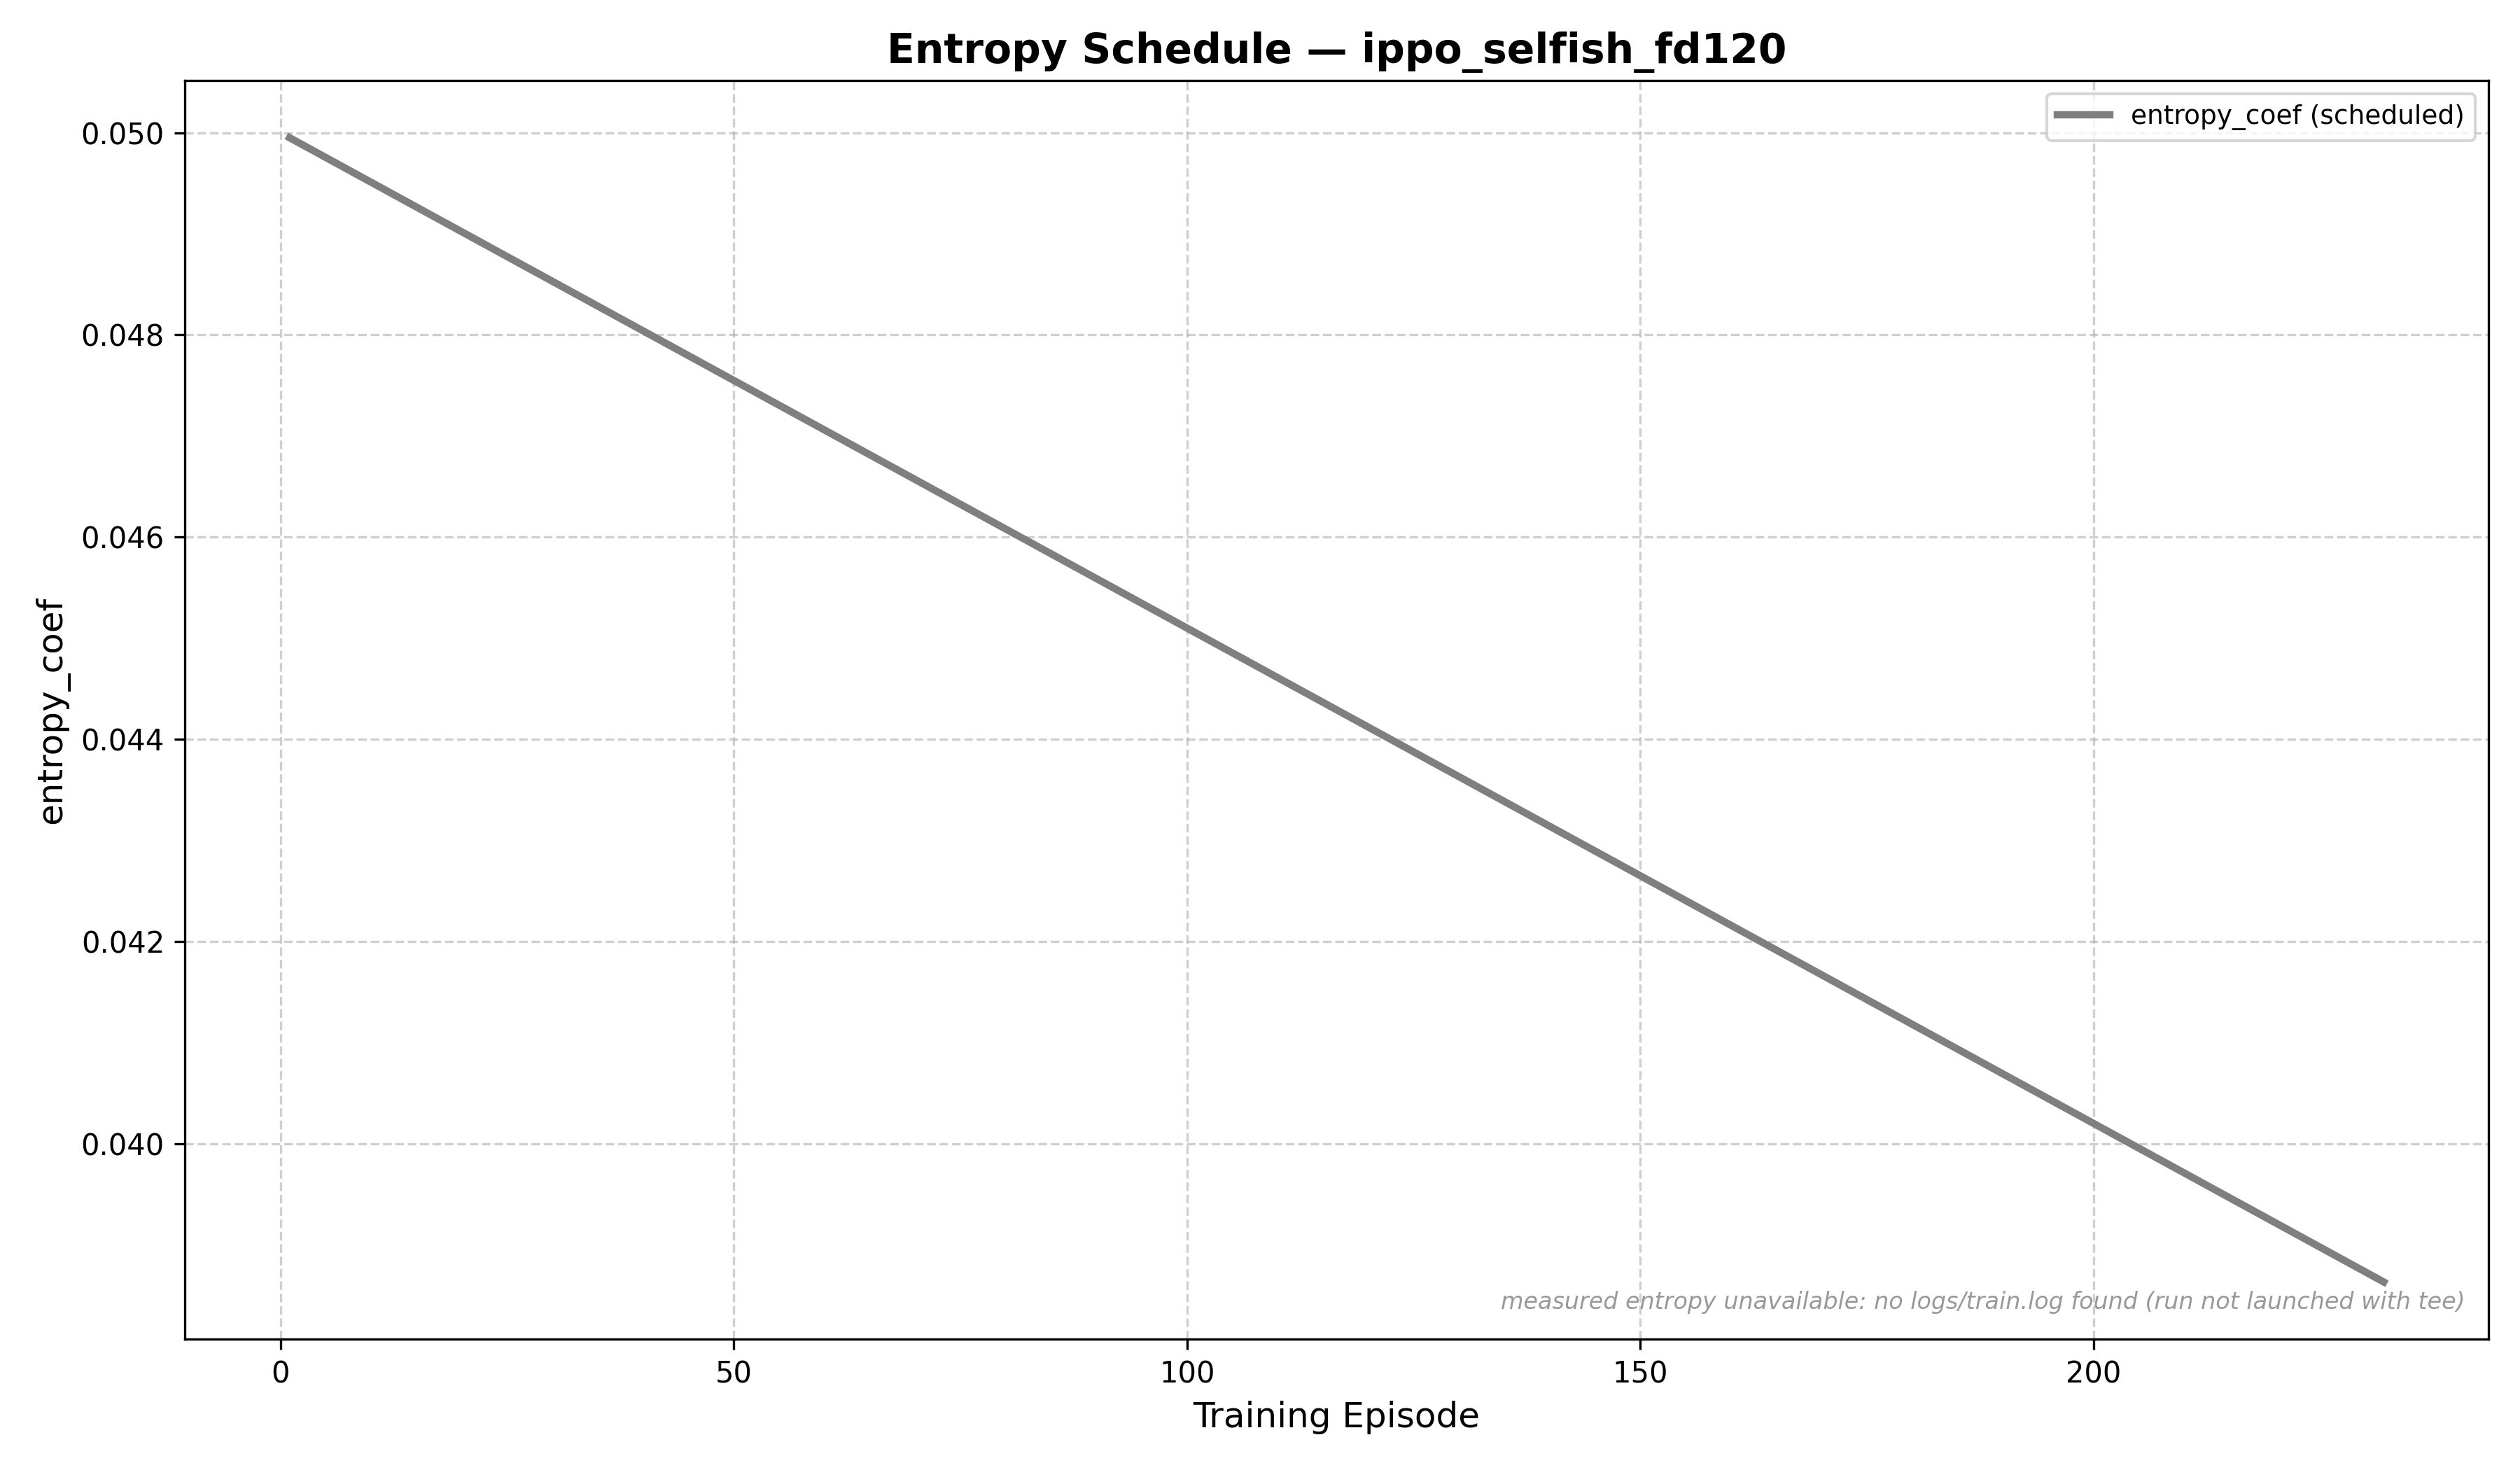 Entropy Schedule — ippo_selfish_fd120
entropy_coef (scheduled)
entropy_coef
0.050
0.048
0.046
0.044
0.042
0.040
measured entropy unavailable: no logs/train.log found (run not launched with tee)
0 50 100 150 200
Training Episode